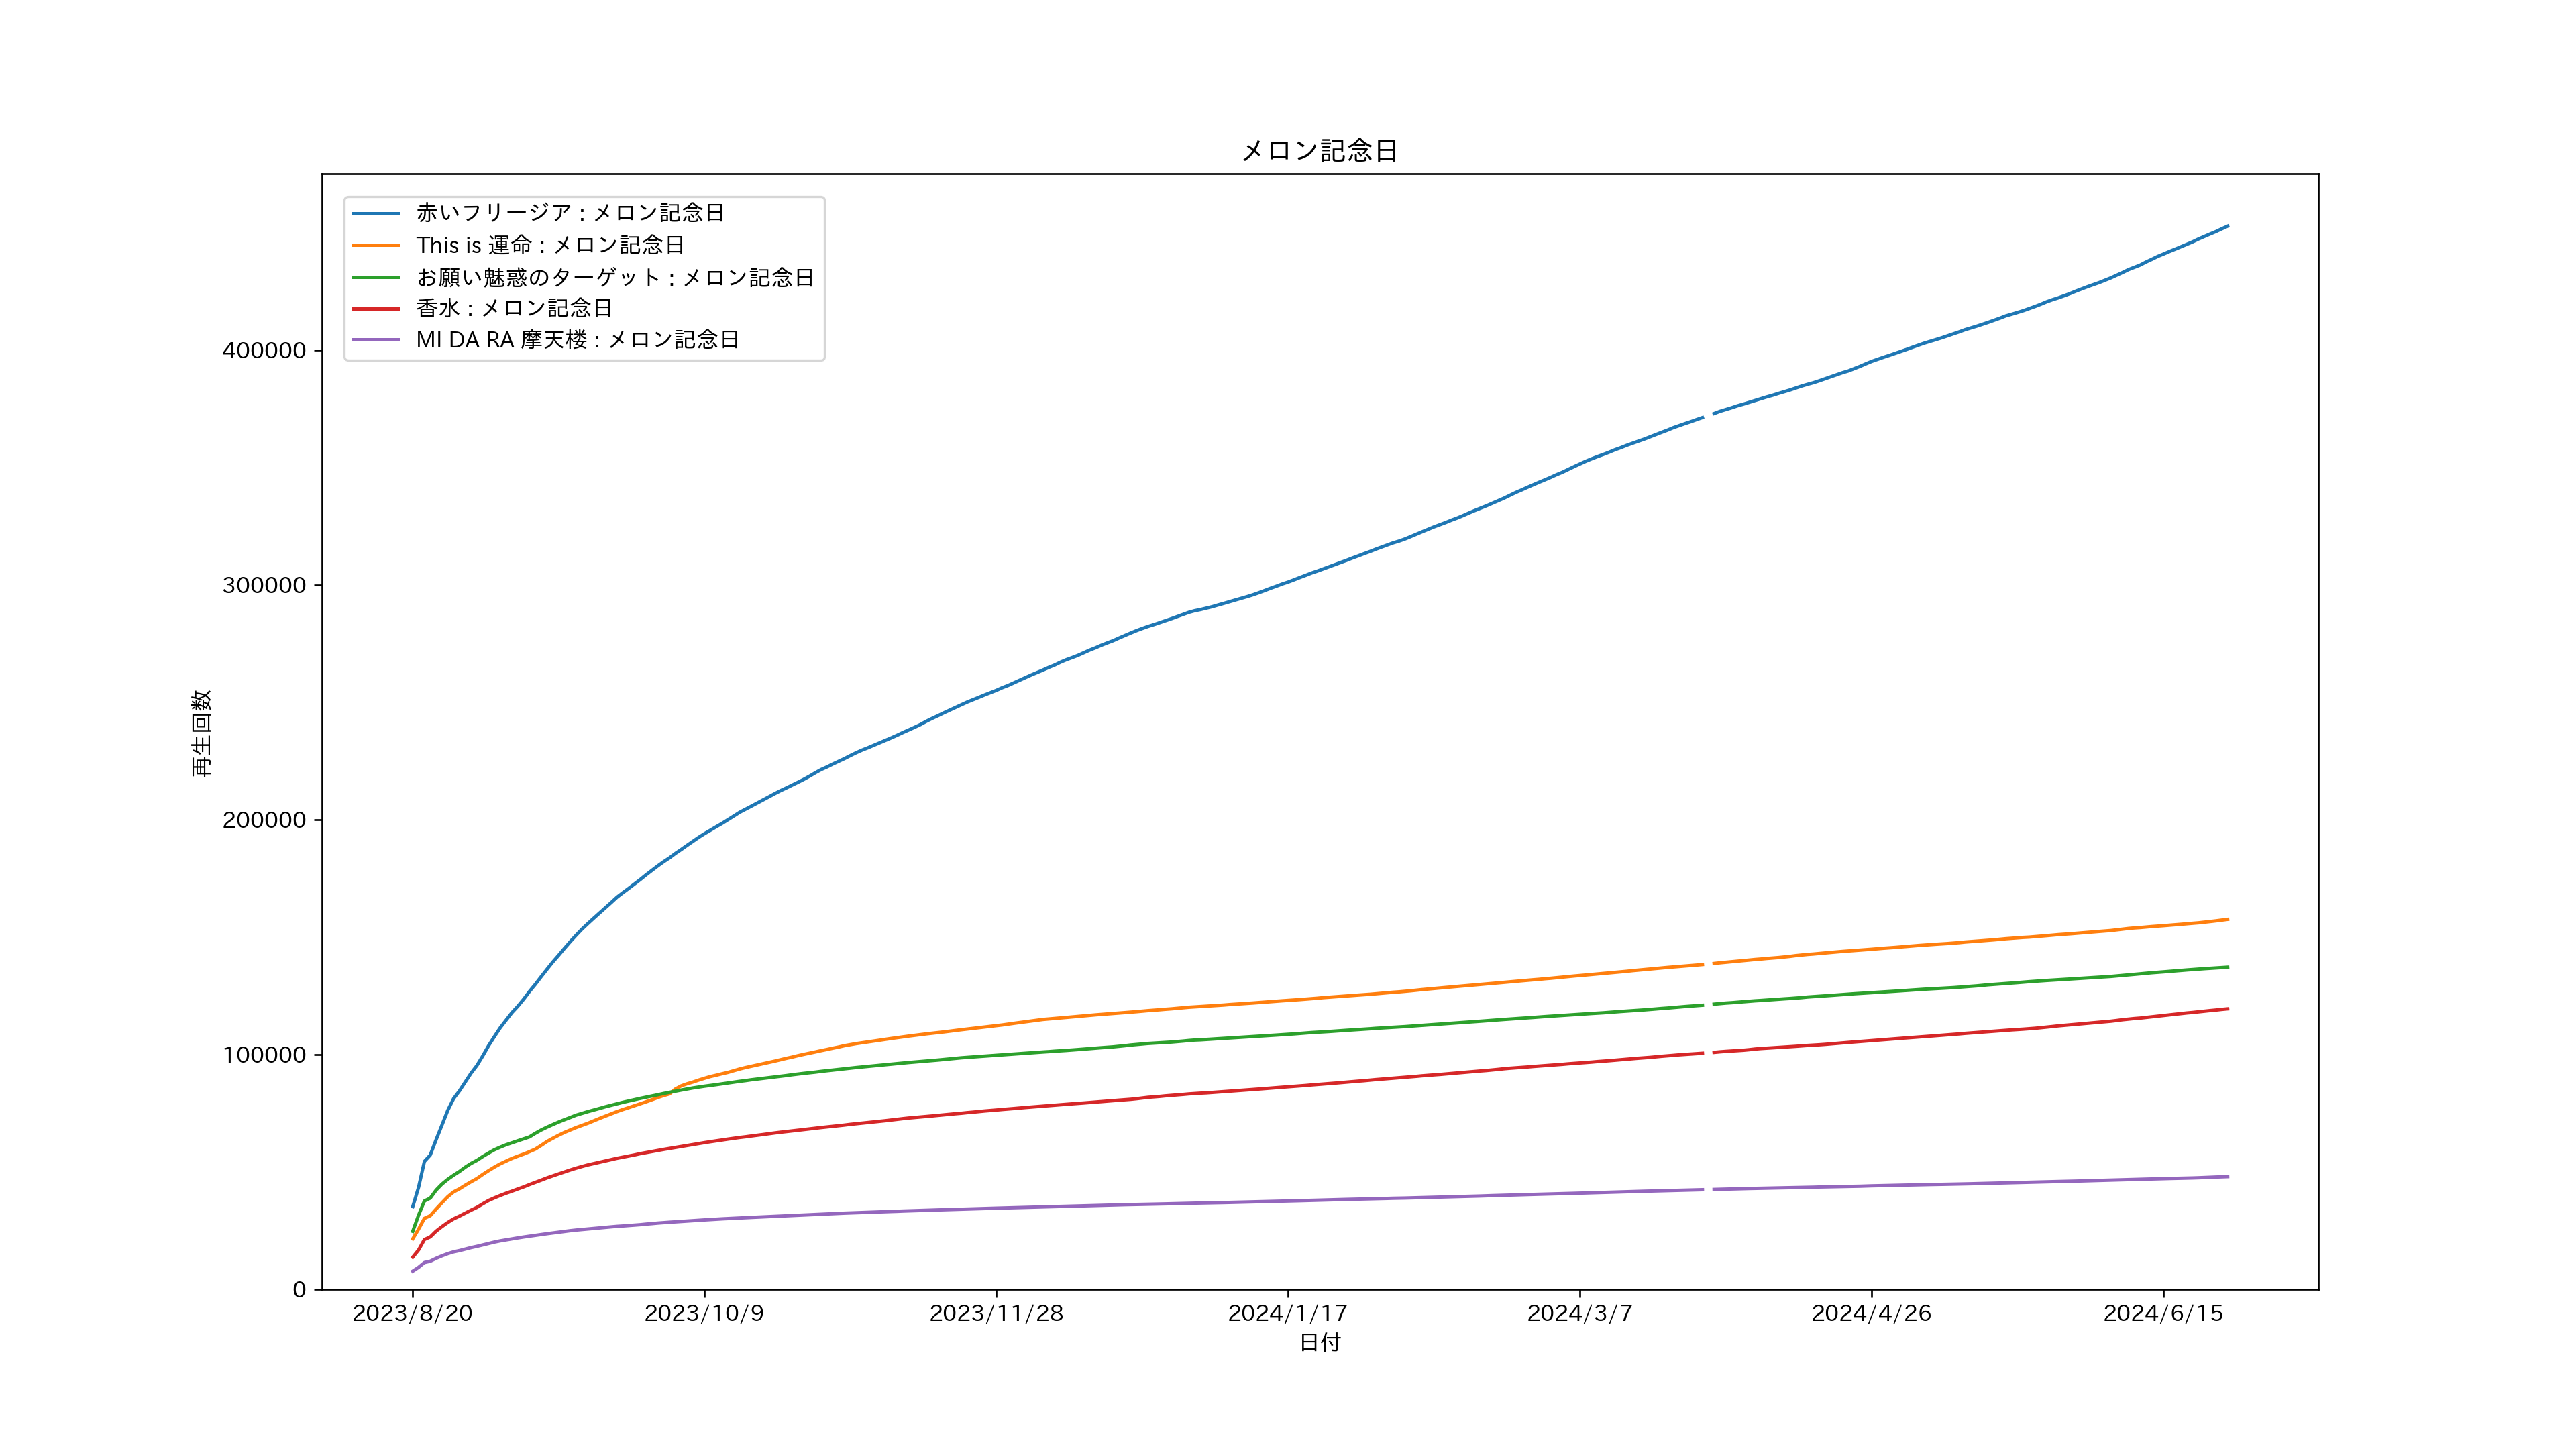 メロン記念日
赤いフリージア : メロン記念日
This is 運命 : メロン記念日
お願い魅惑のターゲット : メロン記念日
香水 : メロン記念日
MI DA RA 摩天楼 : メロン記念日
再生回数
400000
300000
200000
100000
0
2023/8/20 2023/10/9 2023/11/28 2024/1/17 2024/3/7 2024/4/26 2024/6/15
日付